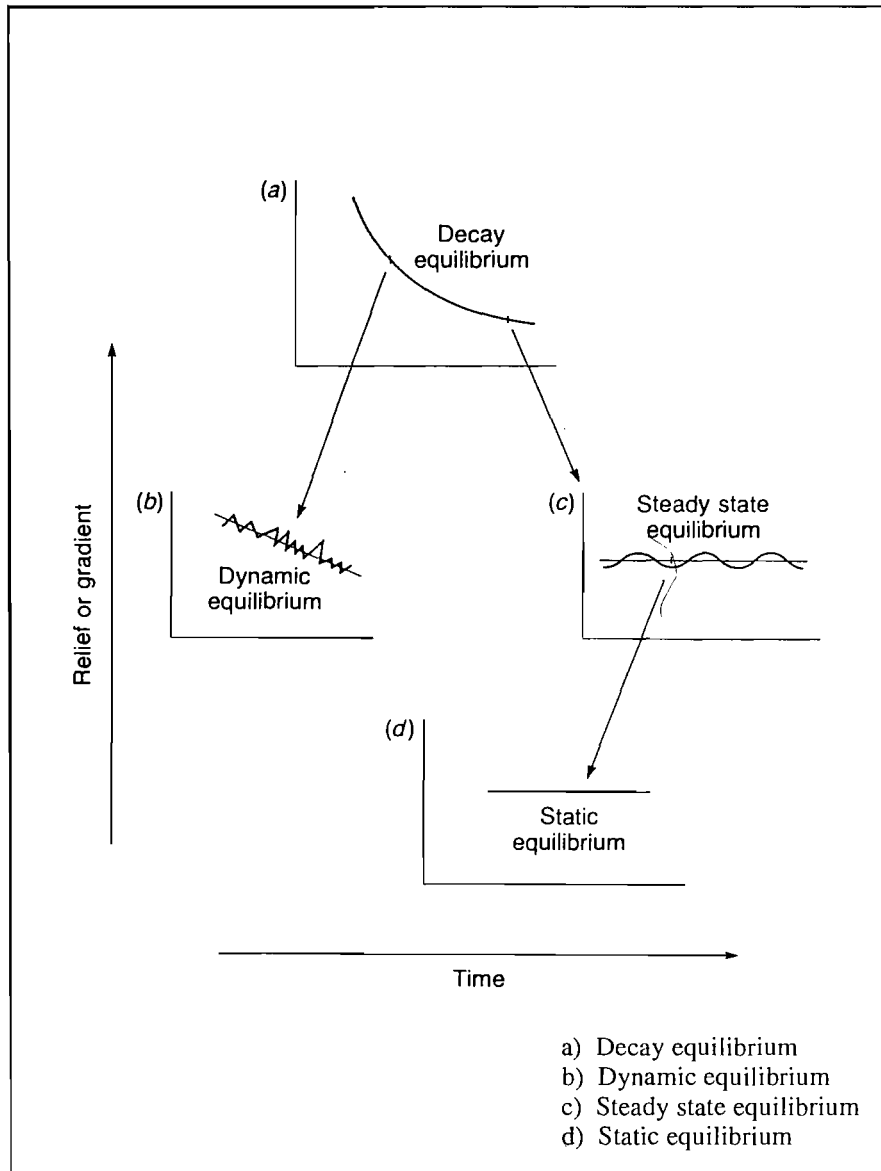 (a)
Decay
equilibrium
Relief or gradient
(b)
Dynamic
equilibrium
(c)
Steady state
equilibrium
(d)
Static
equilibrium
Time
a) Decay equilibrium
b) Dynamic equilibrium
c) Steady state equilibrium
d) Static equilibrium